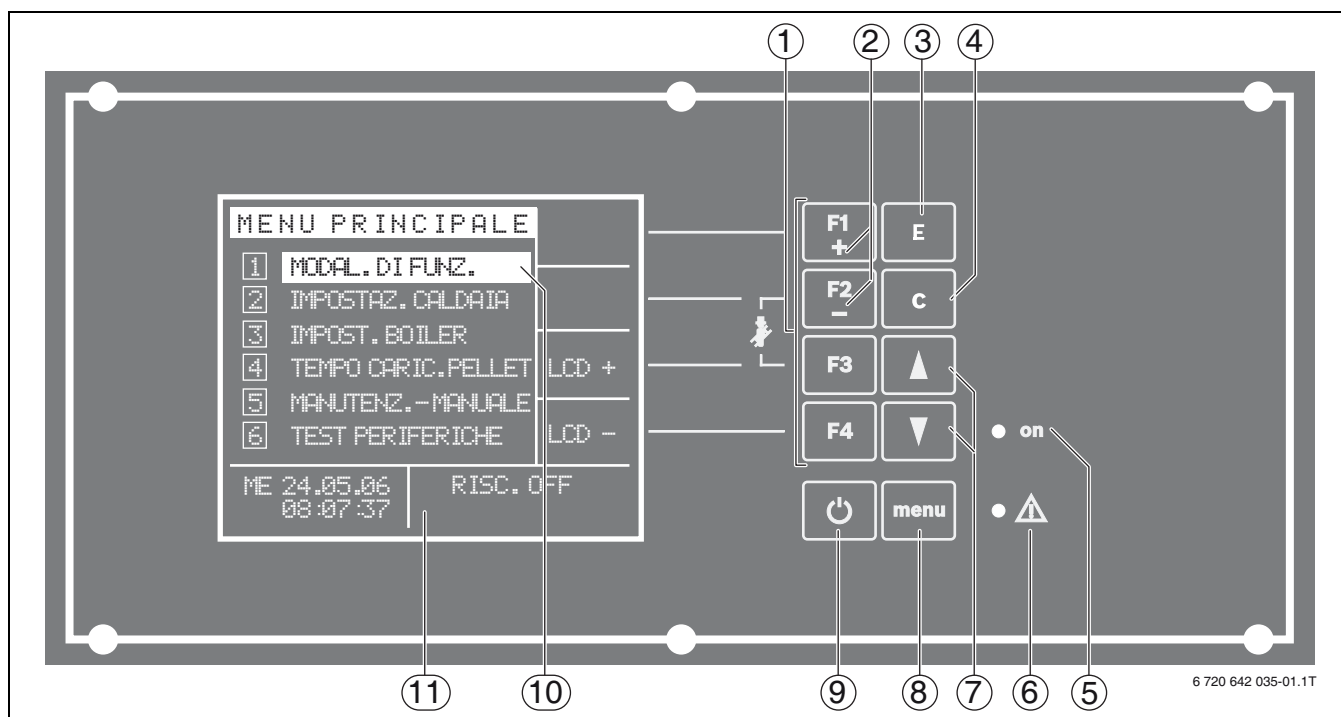 1 2 3 4
MENU PRINCIPALE
1 MODAL. DI FUNZ.
2 IMPOSTAZ. CALDAIA
3 IMPOST. BOILER
4 TEMPO CARIC. PELLET LCD +
5 MANUTENZ. - MANUALE
6 TEST PERIFERICHE LCD -
ME 24.05.06 RISC. OFF
08:07:37
F1 + E
F2 - C
F3
F4
on
menu
11 10 9 8 7 6 5
6 720 642 035-01.1T